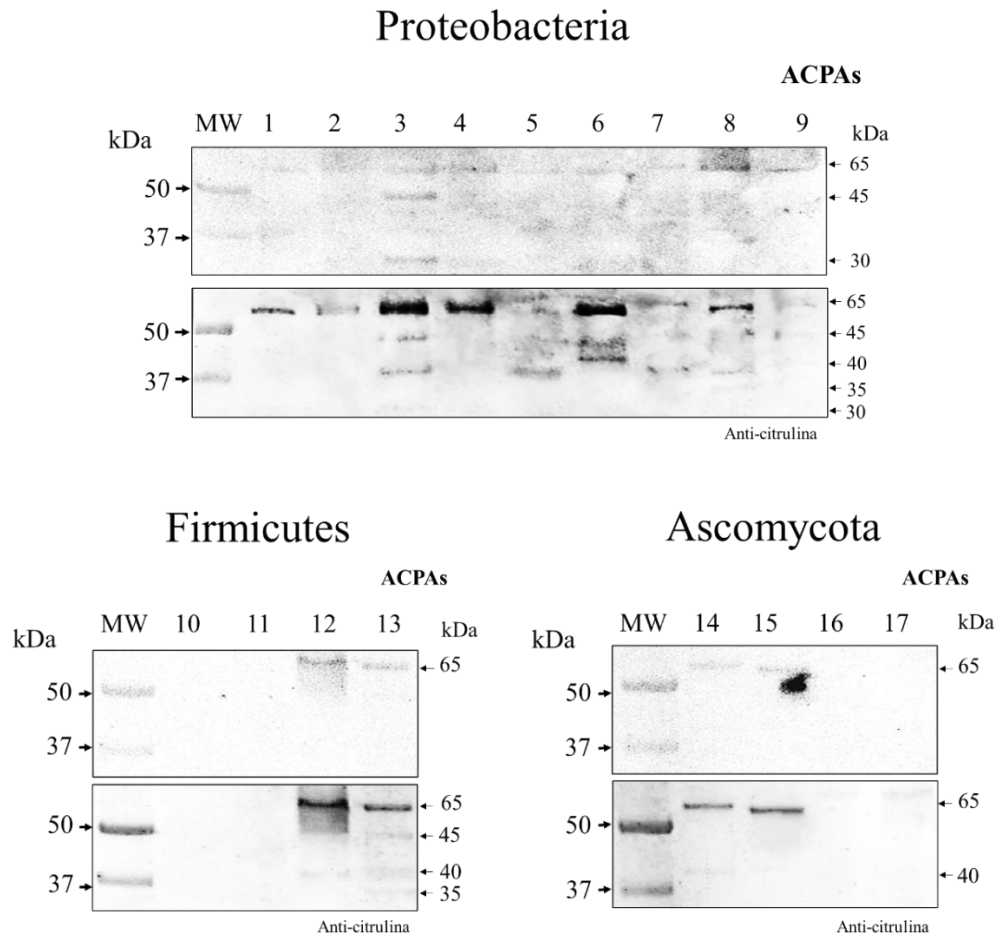 Proteobacteria
ACPAs
kDa MW 1 2 3 4 5 6 7 8 9 kDa
65
50
45
37
30
65
50
45
40
37
35
30
Anti-citrulina
Firmicutes
ACPAs
kDa MW 10 11 12 13 kDa
65
50
37
65
50
45
40
37
35
Anti-citrulina
Ascomycota
ACPAs
kDa MW 14 15 16 17 kDa
65
50
37
65
50
40
37
Anti-citrulina